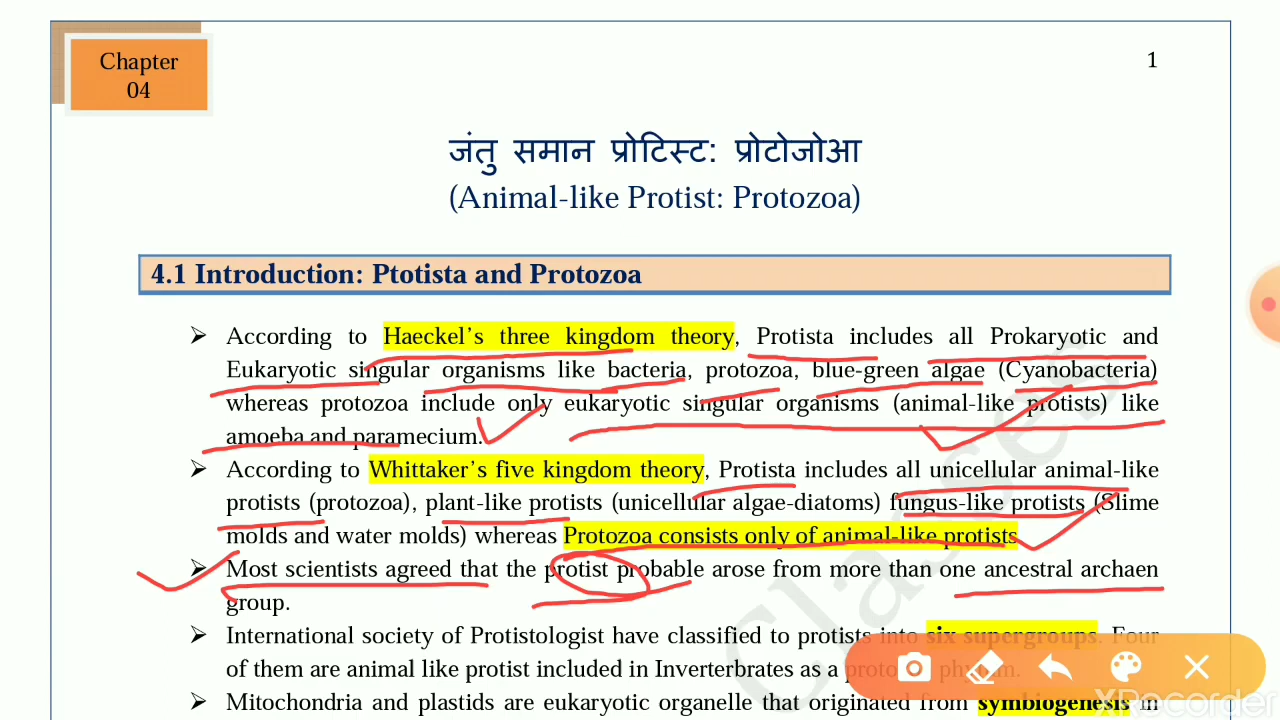 Chapter
04
1
जंतु समान प्रोटिस्ट: प्रोटोजोआ
(Animal-like Protist: Protozoa)
4.1 Introduction: Ptotista and Protozoa
➢ According to Haeckel’s three kingdom theory, Protista includes all Prokaryotic and
Eukaryotic singular organisms like bacteria, protozoa, blue-green algae (Cyanobacteria)
whereas protozoa include only eukaryotic singular organisms (animal-like protists) like
amoeba and paramecium.
➢ According to Whittaker’s five kingdom theory, Protista includes all unicellular animal-like
protists (protozoa), plant-like protists (unicellular algae-diatoms) fungus-like protists (Slime
molds and water molds) whereas Protozoa consists only of animal-like protists
➢ Most scientists agreed that the protist probable arose from more than one ancestral archaen
group.
➢ International society of Protistologist have classified to protists into six supergroups. Four
of them are animal like protist included in Inverterbrates as a protozoa phylum.
➢ Mitochondria and plastids are eukaryotic organelle that originated from symbiogenesis in
Classes
XRecorder